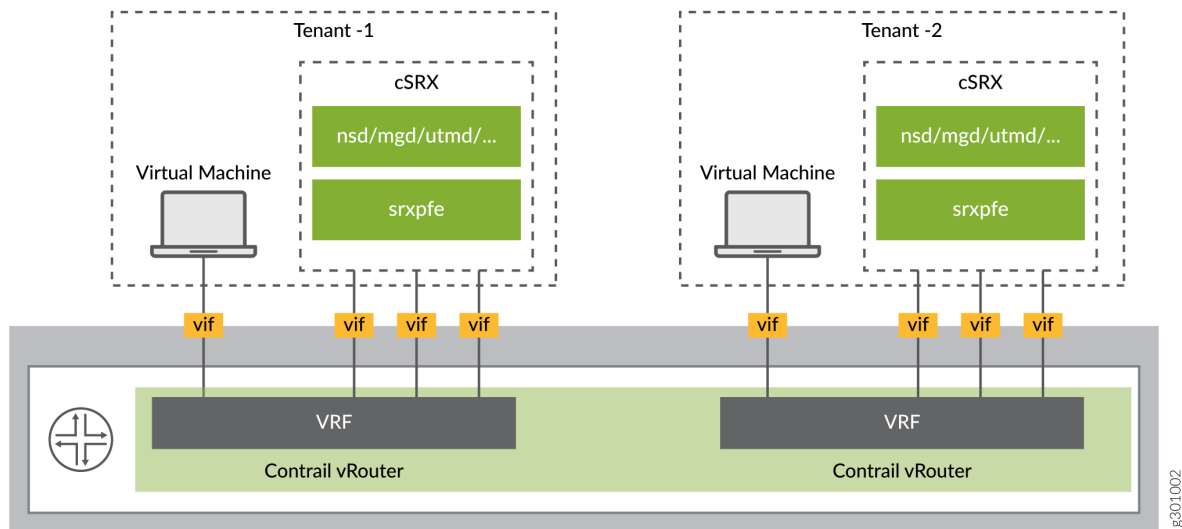 Tenant -1
cSRX
nsd/mgd/utmd/...
Virtual Machine
srxpfe
Tenant -2
cSRX
nsd/mgd/utmd/...
Virtual Machine
srxpfe
vif
vif
vif
vif
vif
vif
vif
vif
VRF
VRF
Contrail vRouter
Contrail vRouter
g301002